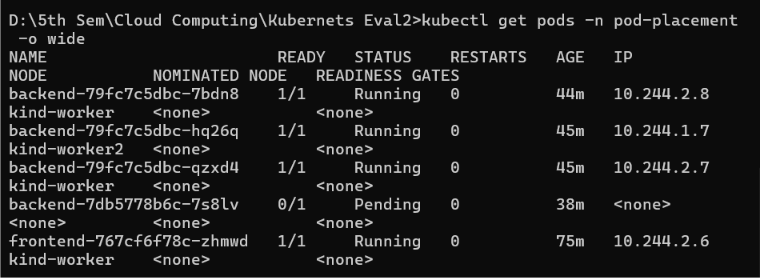 D:\5th Sem\Cloud Computing\Kubernets Eval2>kubectl get pods -n pod-placement
-o wide
NAME READY STATUS RESTARTS AGE IP
NODE NOMINATED NODE READINESS GATES
backend-79fc7c5dbc-7bdn8 1/1 Running 0 44m 10.244.2.8
kind-worker <none> <none>
backend-79fc7c5dbc-hq26q 1/1 Running 0 45m 10.244.1.7
kind-worker2 <none> <none>
backend-79fc7c5dbc-qzxd4 1/1 Running 0 45m 10.244.2.7
kind-worker <none> <none>
backend-7db5778b6c-7s8lv 0/1 Pending 0 38m <none>
<none> <none> <none>
frontend-767cf6f78c-zhmwd 1/1 Running 0 75m 10.244.2.6
kind-worker <none> <none>